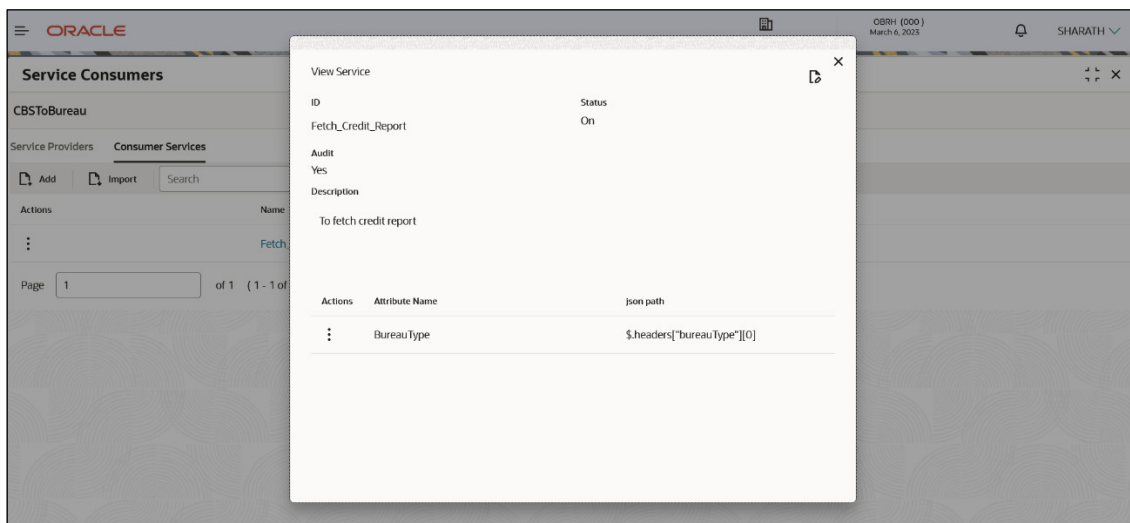 ORACLE
OBRH (000)
March 6, 2023
SHARATH
Service Consumers
CBSToBureau
Service Providers Consumer Services
Add Import Search
Actions Name
Fetch_
Page 1 of 1 (1 - 1 of
View Service
ID Status
Fetch_Credit_Report On
Audit
Yes
Description
To fetch credit report
Actions Attribute Name json path
BureauType $.headers["bureauType"][0]